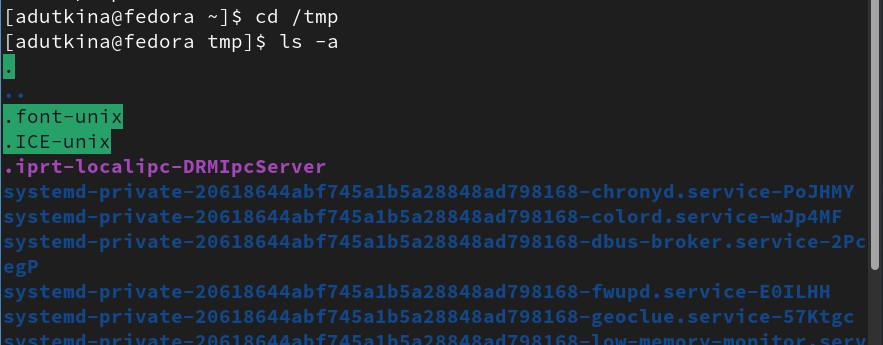 [adutkina@fedora ~]$ cd /tmp
[adutkina@fedora tmp]$ ls -a
.
..
.font-unix
.ICE-unix
.iprt-localipc-DRMIpcServer
systemd-private-20618644abf745a1b5a28848ad798168-chronyd.service-PoJHMY
systemd-private-20618644abf745a1b5a28848ad798168-colord.service-wJp4MF
systemd-private-20618644abf745a1b5a28848ad798168-dbus-broker.service-2Pc
egP
systemd-private-20618644abf745a1b5a28848ad798168-fwupd.service-E0ILHH
systemd-private-20618644abf745a1b5a28848ad798168-geoclue.service-57Ktgc
systemd-private-20618644abf745a1b5a28848ad798168-low-memory-monitor.serv